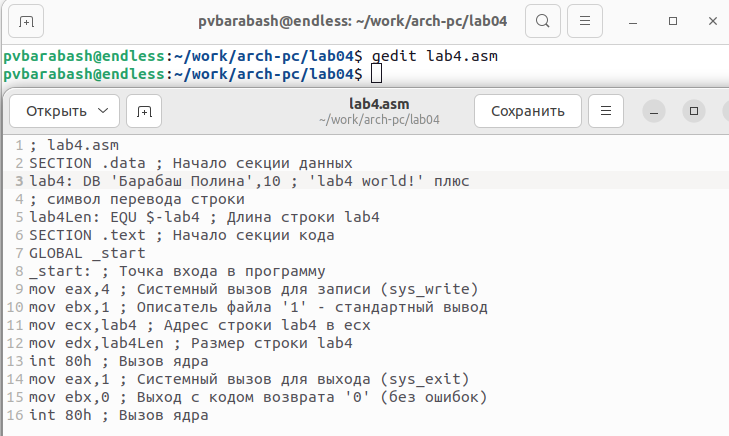 pvbarabash@endless: ~/work/arch-pc/lab04
pvbarabash@endless:~/work/arch-pc/lab04$ gedit lab4.asm
pvbarabash@endless:~/work/arch-pc/lab04$
Открыть
lab4.asm
~/work/arch-pc/lab04
Сохранить
1 ; lab4.asm
2 SECTION .data ; Начало секции данных
3 lab4: DB 'Барабаш Полина',10 ; 'lab4 world!' плюс
4 ; символ перевода строки
5 lab4Len: EQU $-lab4 ; Длина строки lab4
6 SECTION .text ; Начало секции кода
7 GLOBAL _start
8 _start: ; Точка входа в программу
9 mov eax,4 ; Системный вызов для записи (sys_write)
10 mov ebx,1 ; Описатель файла '1' - стандартный вывод
11 mov ecx,lab4 ; Адрес строки lab4 в ecx
12 mov edx,lab4Len ; Размер строки lab4
13 int 80h ; Вызов ядра
14 mov eax,1 ; Системный вызов для выхода (sys_exit)
15 mov ebx,0 ; Выход с кодом возврата '0' (без ошибок)
16 int 80h ; Вызов ядра